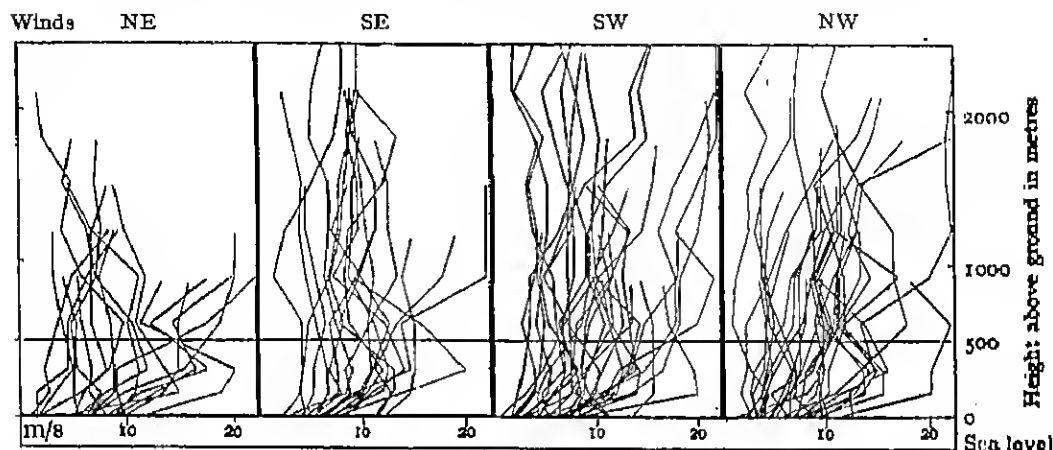 Winds NE SE SW NW
2000
1000
500
0
m/s 10 20 10 20 10 20 10 20
Sea level
Height above ground in metres